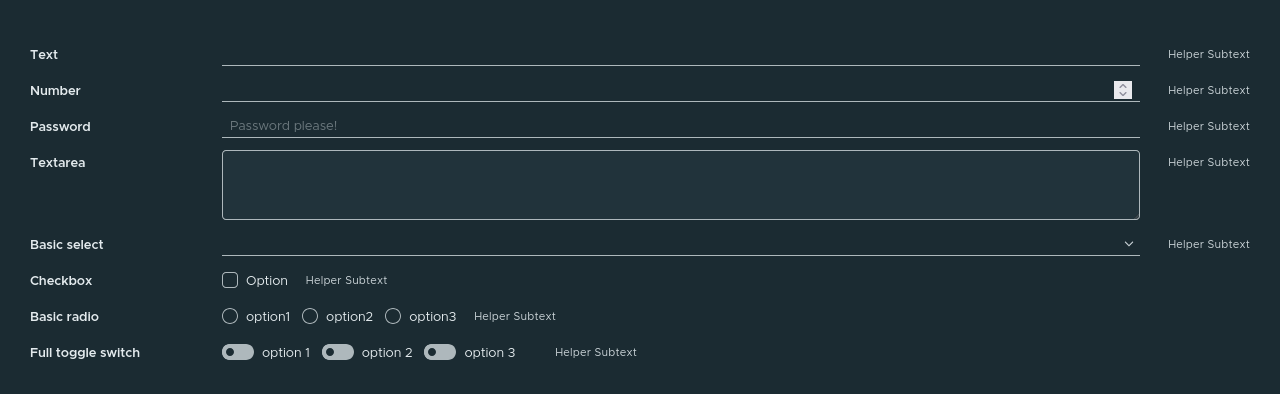 Text Helper Subtext
Number Helper Subtext
Password Password please! Helper Subtext
Textarea Helper Subtext
Basic select Helper Subtext
Checkbox Option Helper Subtext
Basic radio option1 option2 option3 Helper Subtext
Full toggle switch option 1 option 2 option 3 Helper Subtext